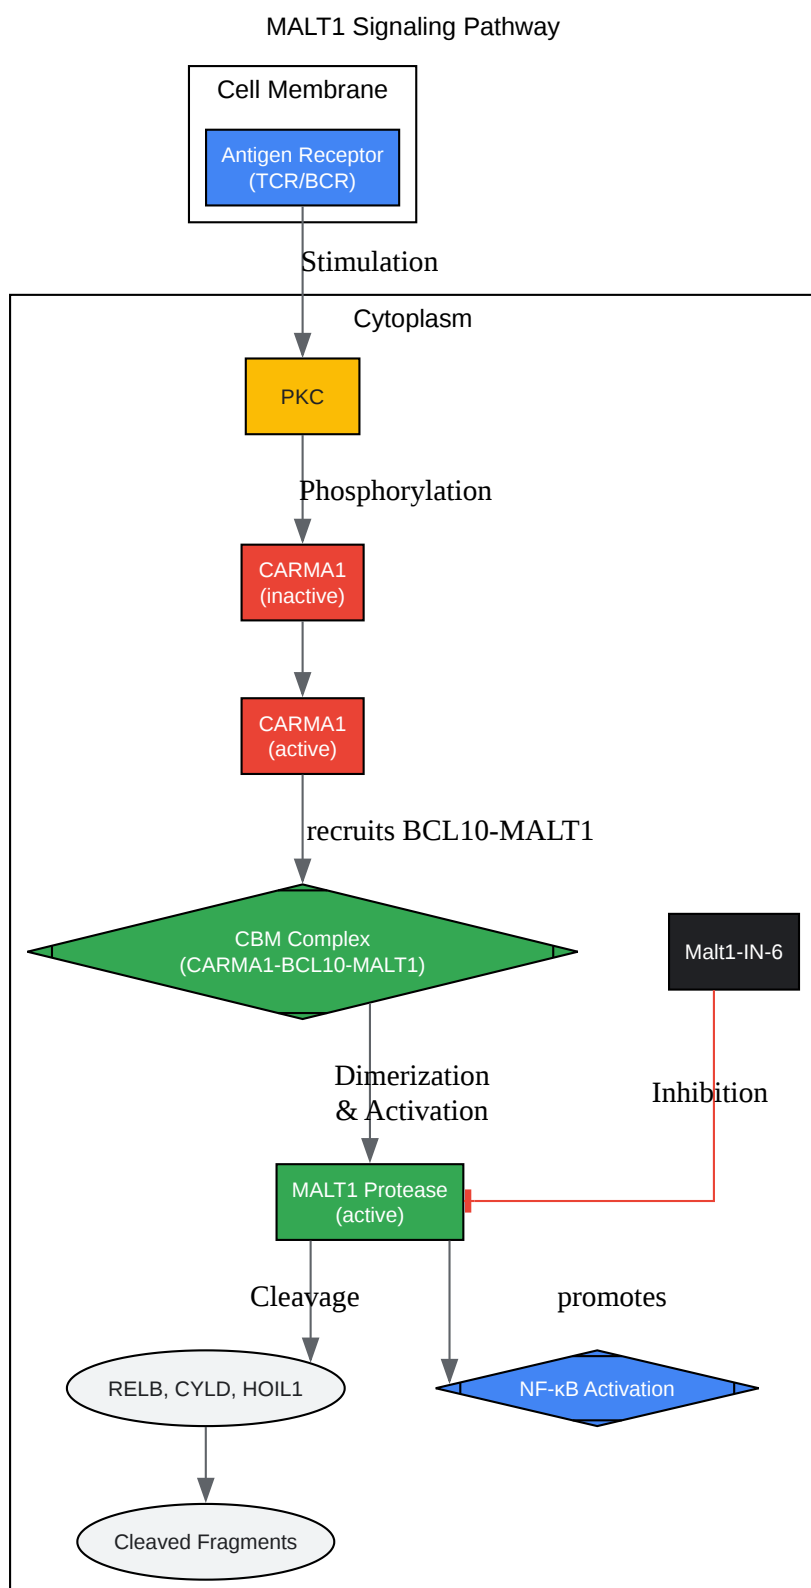 MALT1 Signaling Pathway
Cell Membrane
Antigen Receptor
(TCR/BCR)
Stimulation
Cytoplasm
PKC
Phosphorylation
CARMA1
(inactive)
CARMA1
(active)
recruits BCL10-MALT1
CBM Complex
(CARMA1-BCL10-MALT1)
Malt1-IN-6
Dimerization
& Activation
Inhibition
MALT1 Protease
(active)
Cleavage
promotes
RELB, CYLD, HOIL1
NF-κB Activation
Cleaved Fragments